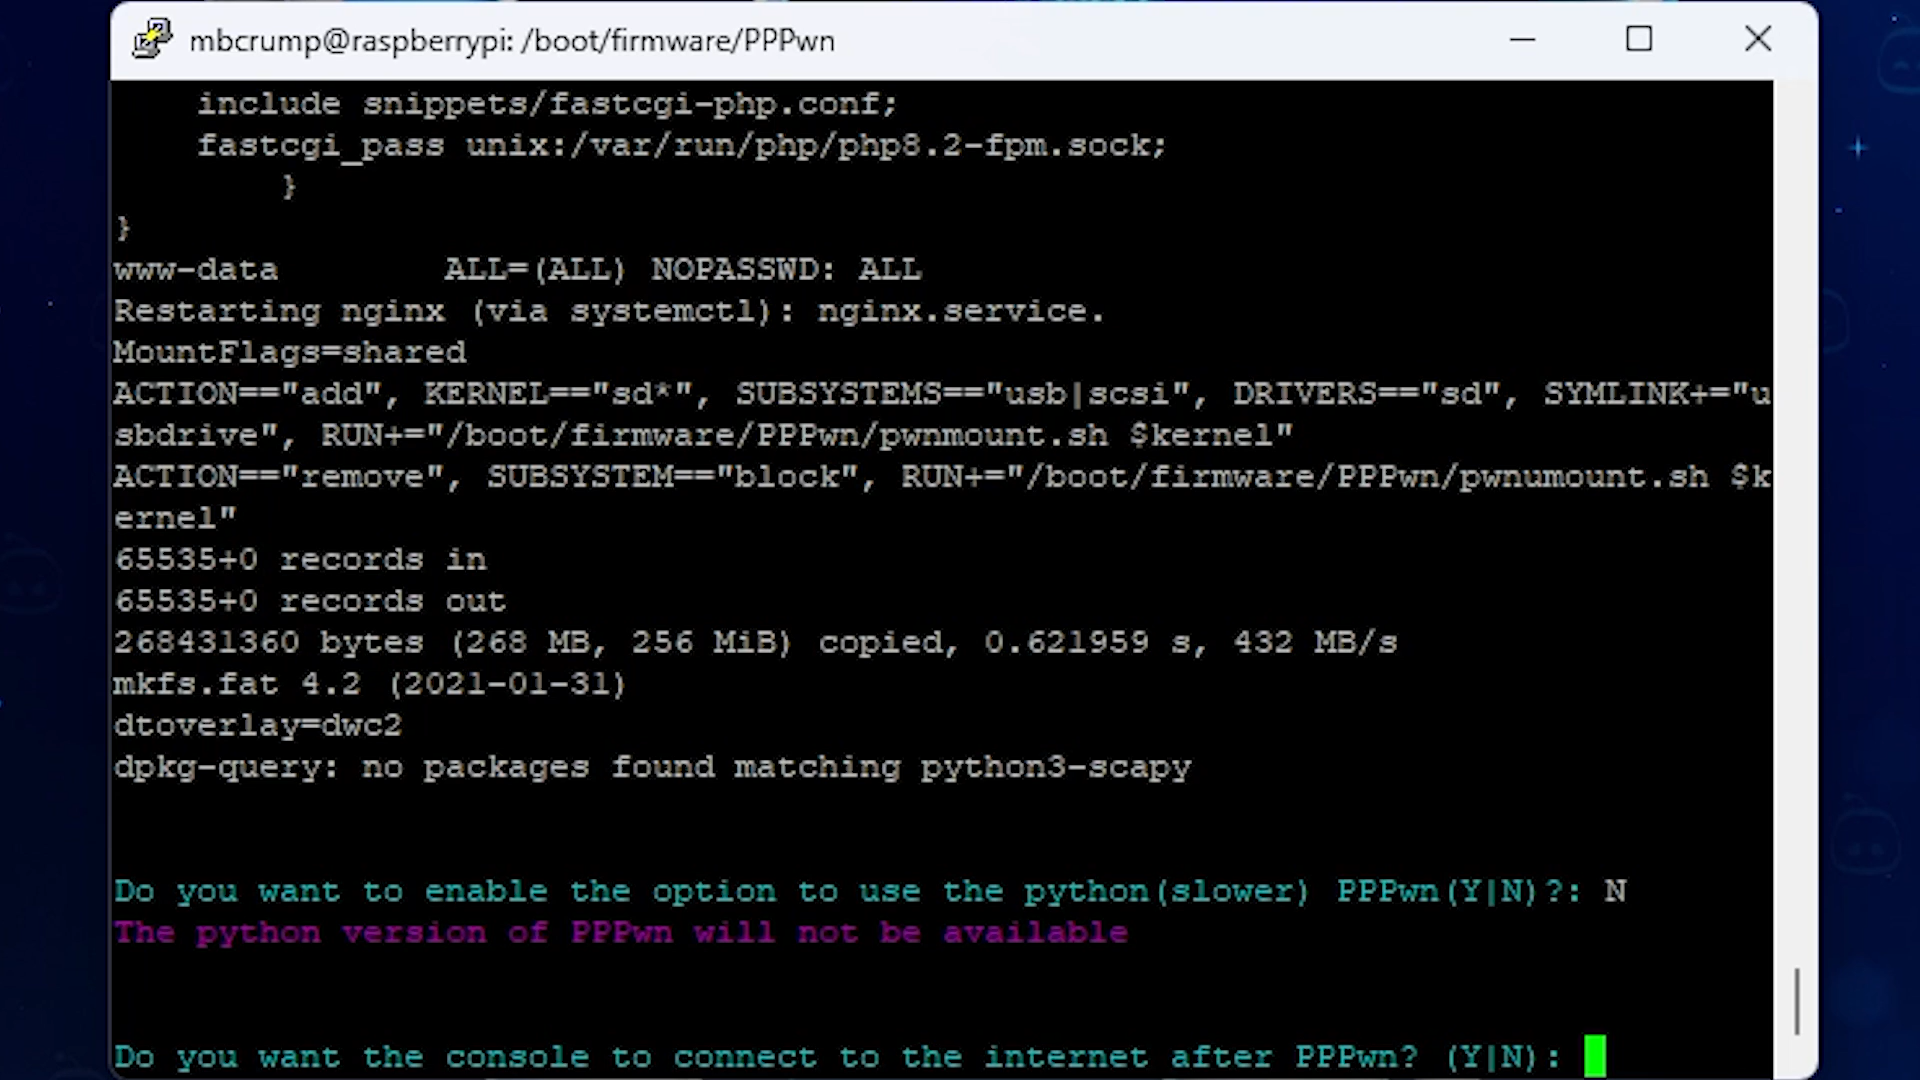 mbcrump@raspberrypi: /boot/firmware/PPPwn
include snippets/fastcgi-php.conf;
fastcgi_pass unix:/var/run/php/php8.2-fpm.sock;
}
}
www-data        ALL=(ALL) NOPASSWD: ALL
Restarting nginx (via systemctl): nginx.service.
MountFlags=shared
ACTION=="add", KERNEL=="sd*", SUBSYSTEMS=="usb|scsi", DRIVERS=="sd", SYMLINK+="u
sbdrive", RUN+="/boot/firmware/PPPwn/pwnmount.sh $kernel"
ACTION=="remove", SUBSYSTEM=="block", RUN+="/boot/firmware/PPPwn/pwnumount.sh $k
ernel"
65535+0 records in
65535+0 records out
268431360 bytes (268 MB, 256 MiB) copied, 0.621959 s, 432 MB/s
mkfs.fat 4.2 (2021-01-31)
dtoverlay=dwc2
dpkg-query: no packages found matching python3-scapy
Do you want to enable the option to use the python(slower) PPPwn(Y|N)?: N
The python version of PPPwn will not be available
Do you want the console to connect to the internet after PPPwn? (Y|N):